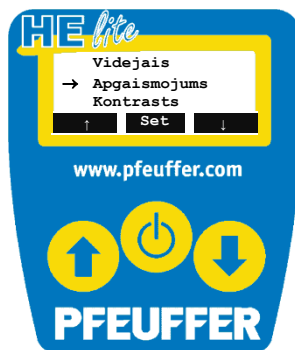 HE lite
Videjais
→ Apgaismojums
Kontrasts
↑ Set ↓
www.pfeuffer.com
PFEUFFER